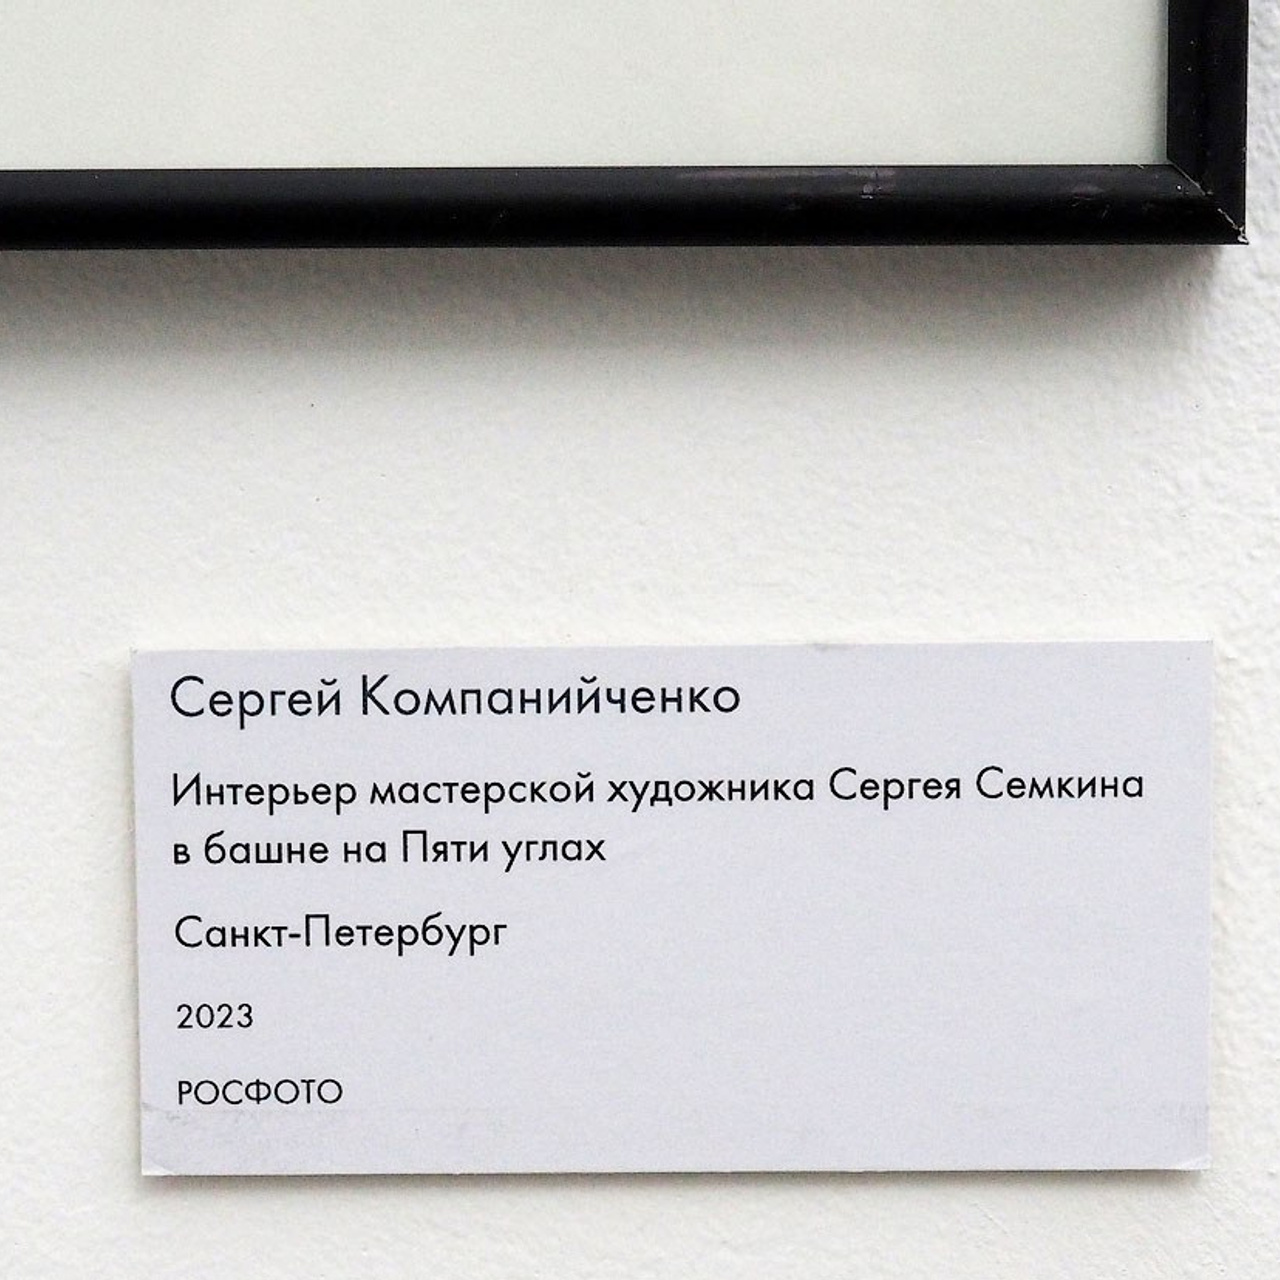 Сергей Компанийченко
Интерьер мастерской художника Сергея Семкина
в башне на Пяти углах
Санкт-Петербург
2023
РОСФОТО